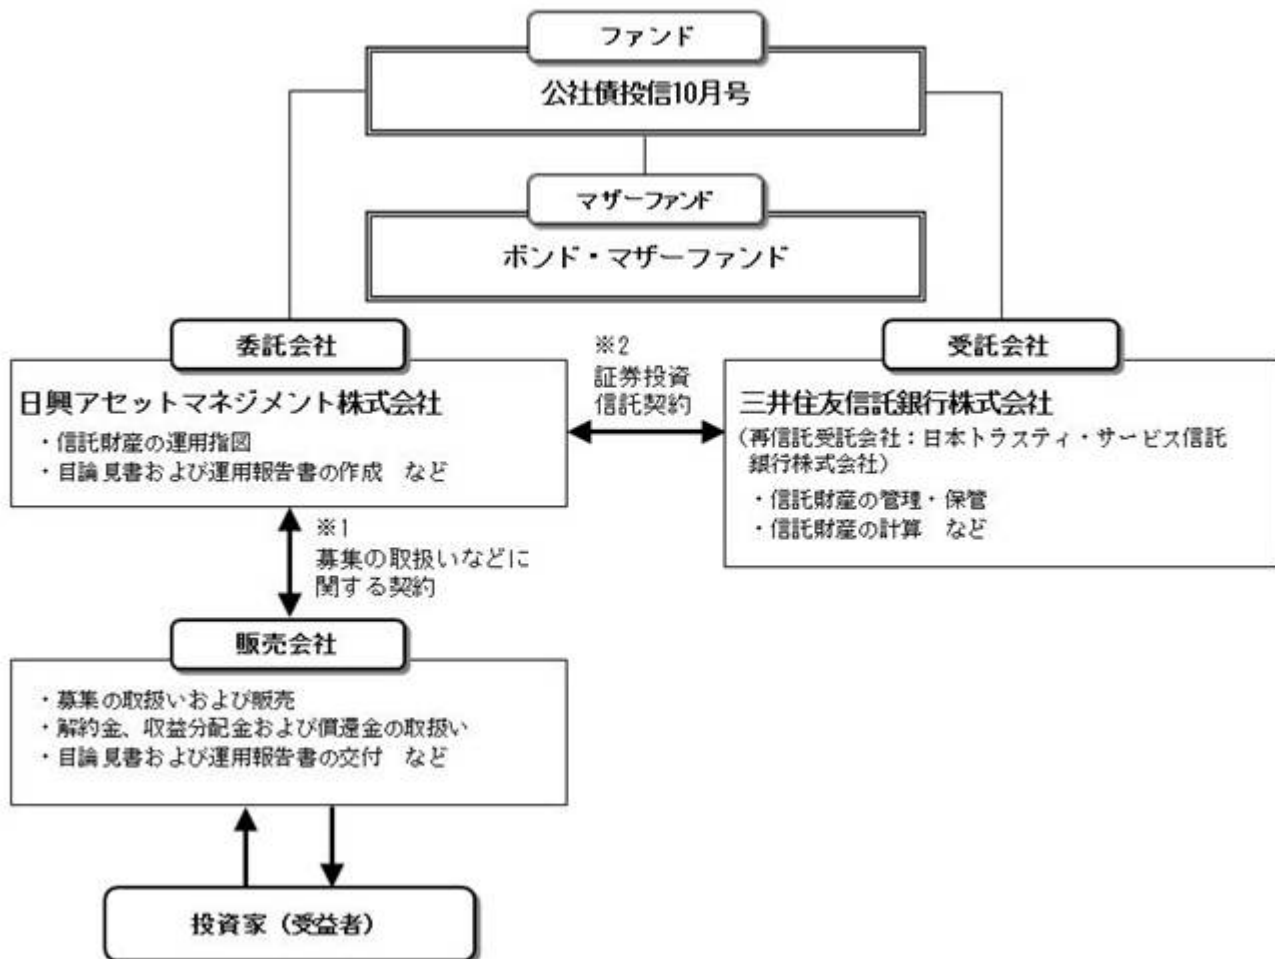 ファンド
公社債投信10月号
マザーファンド
ボンド・マザーファンド
委託会社
日興アセットマネジメント株式会社
・信託財産の運用指図
・目論見書および運用報告書の作成 など
※2
証券投資
信託契約
受託会社
三井住友信託銀行株式会社
(再信託受託会社:日本トラスティ・サービス信託
銀行株式会社)
・信託財産の管理・保管
・信託財産の計算 など
※1
募集の取扱いなどに
関する契約
販売会社
・募集の取扱いおよび販売
・解約金、収益分配金および償還金の取扱い
・目論見書および運用報告書の交付 など
投資家(受益者)